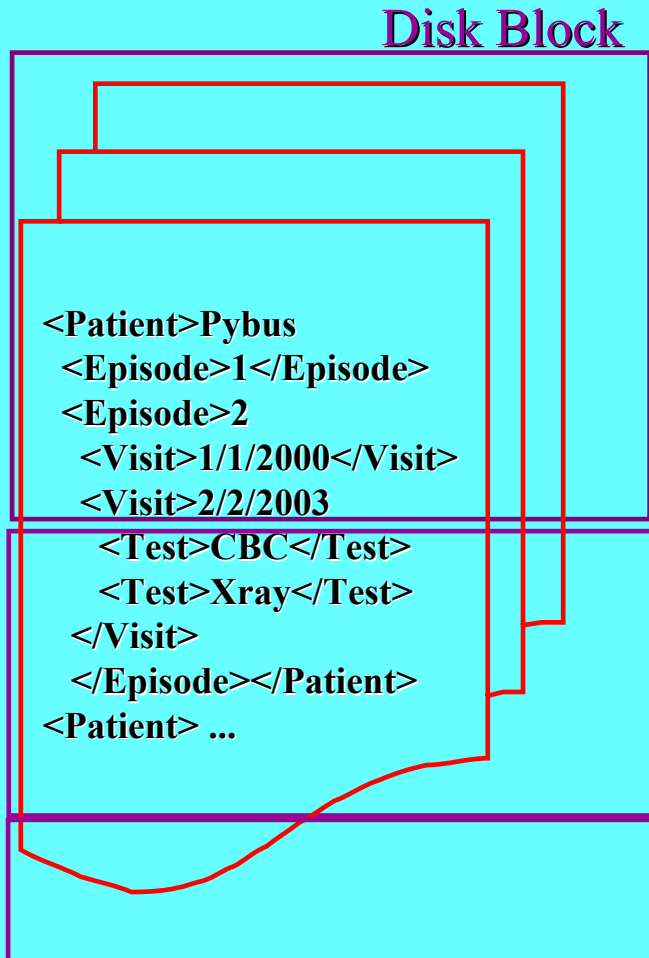 Disk Block
<Patient>Pybus
<Episode>1</Episode>
<Episode>2
<Visit>1/1/2000</Visit>
<Visit>2/2/2003
<Test>CBC</Test>
<Test>Xray</Test>
</Visit>
</Episode></Patient>
<Patient> ...